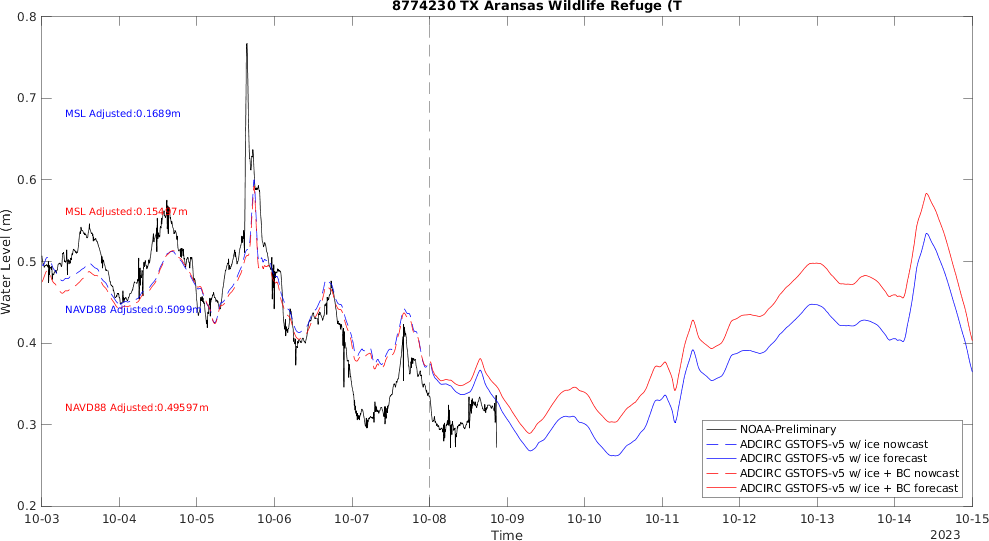 8774230 TX Aransas Wildlife Refuge (T
0.8
0.7
0.6
0.5
0.4
0.3
0.2
Water Level (m)
MSL Adjusted:0.1689m
MSL Adjusted:0.15497m
NAVD88 Adjusted:0.5099m
NAVD88 Adjusted:0.49597m
NOAA-Preliminary
ADCIRC GSTOFS-v5 w/ ice nowcast
ADCIRC GSTOFS-v5 w/ ice forecast
ADCIRC GSTOFS-v5 w/ ice + BC nowcast
ADCIRC GSTOFS-v5 w/ ice + BC forecast
10-03 10-04 10-05 10-06 10-07 10-08 10-09 10-10 10-11 10-12 10-13 10-14 10-15
Time
2023